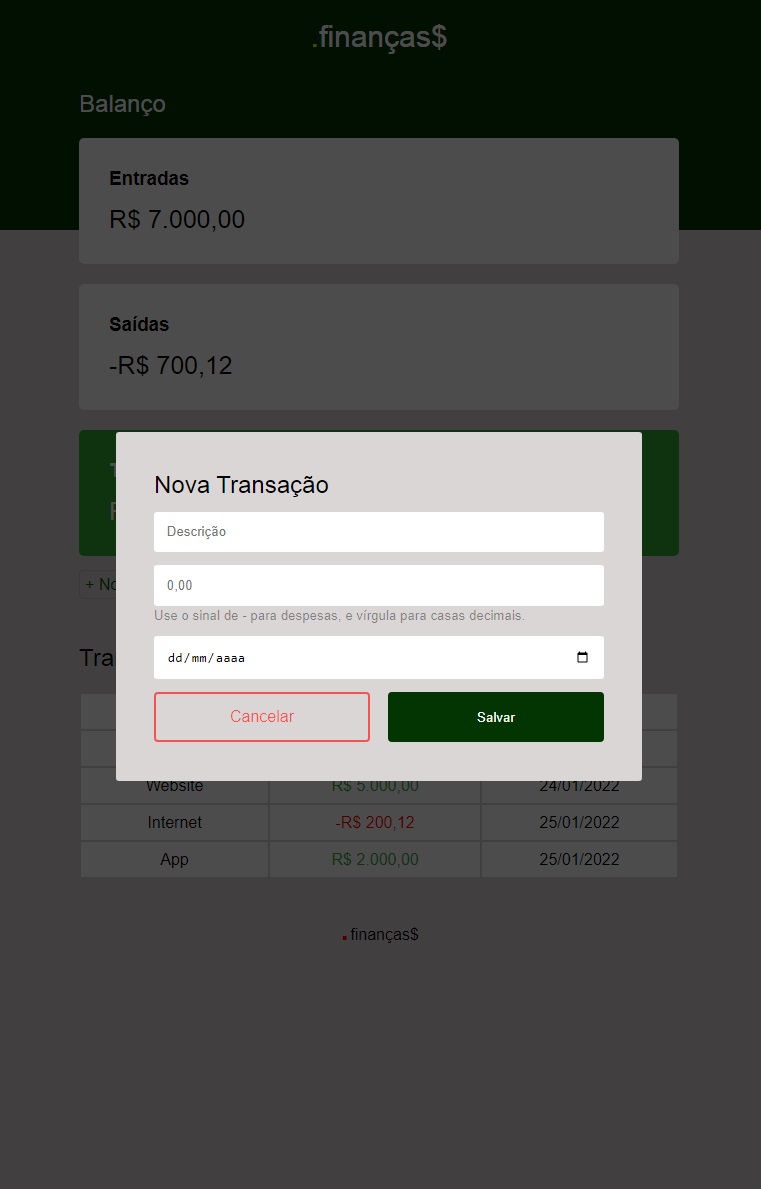 .finanças$
Balanço
Entradas
R$ 7.000,00
Saídas
-R$ 700,12
Nova Transação
Descrição
0,00
Use o sinal de - para despesas, e vírgula para casas decimais.
dd/mm/aaaa
Cancelar Salvar
Website R$ 5.000,00 24/01/2022
Internet -R$ 200,12 25/01/2022
App R$ 2.000,00 25/01/2022
.finanças$